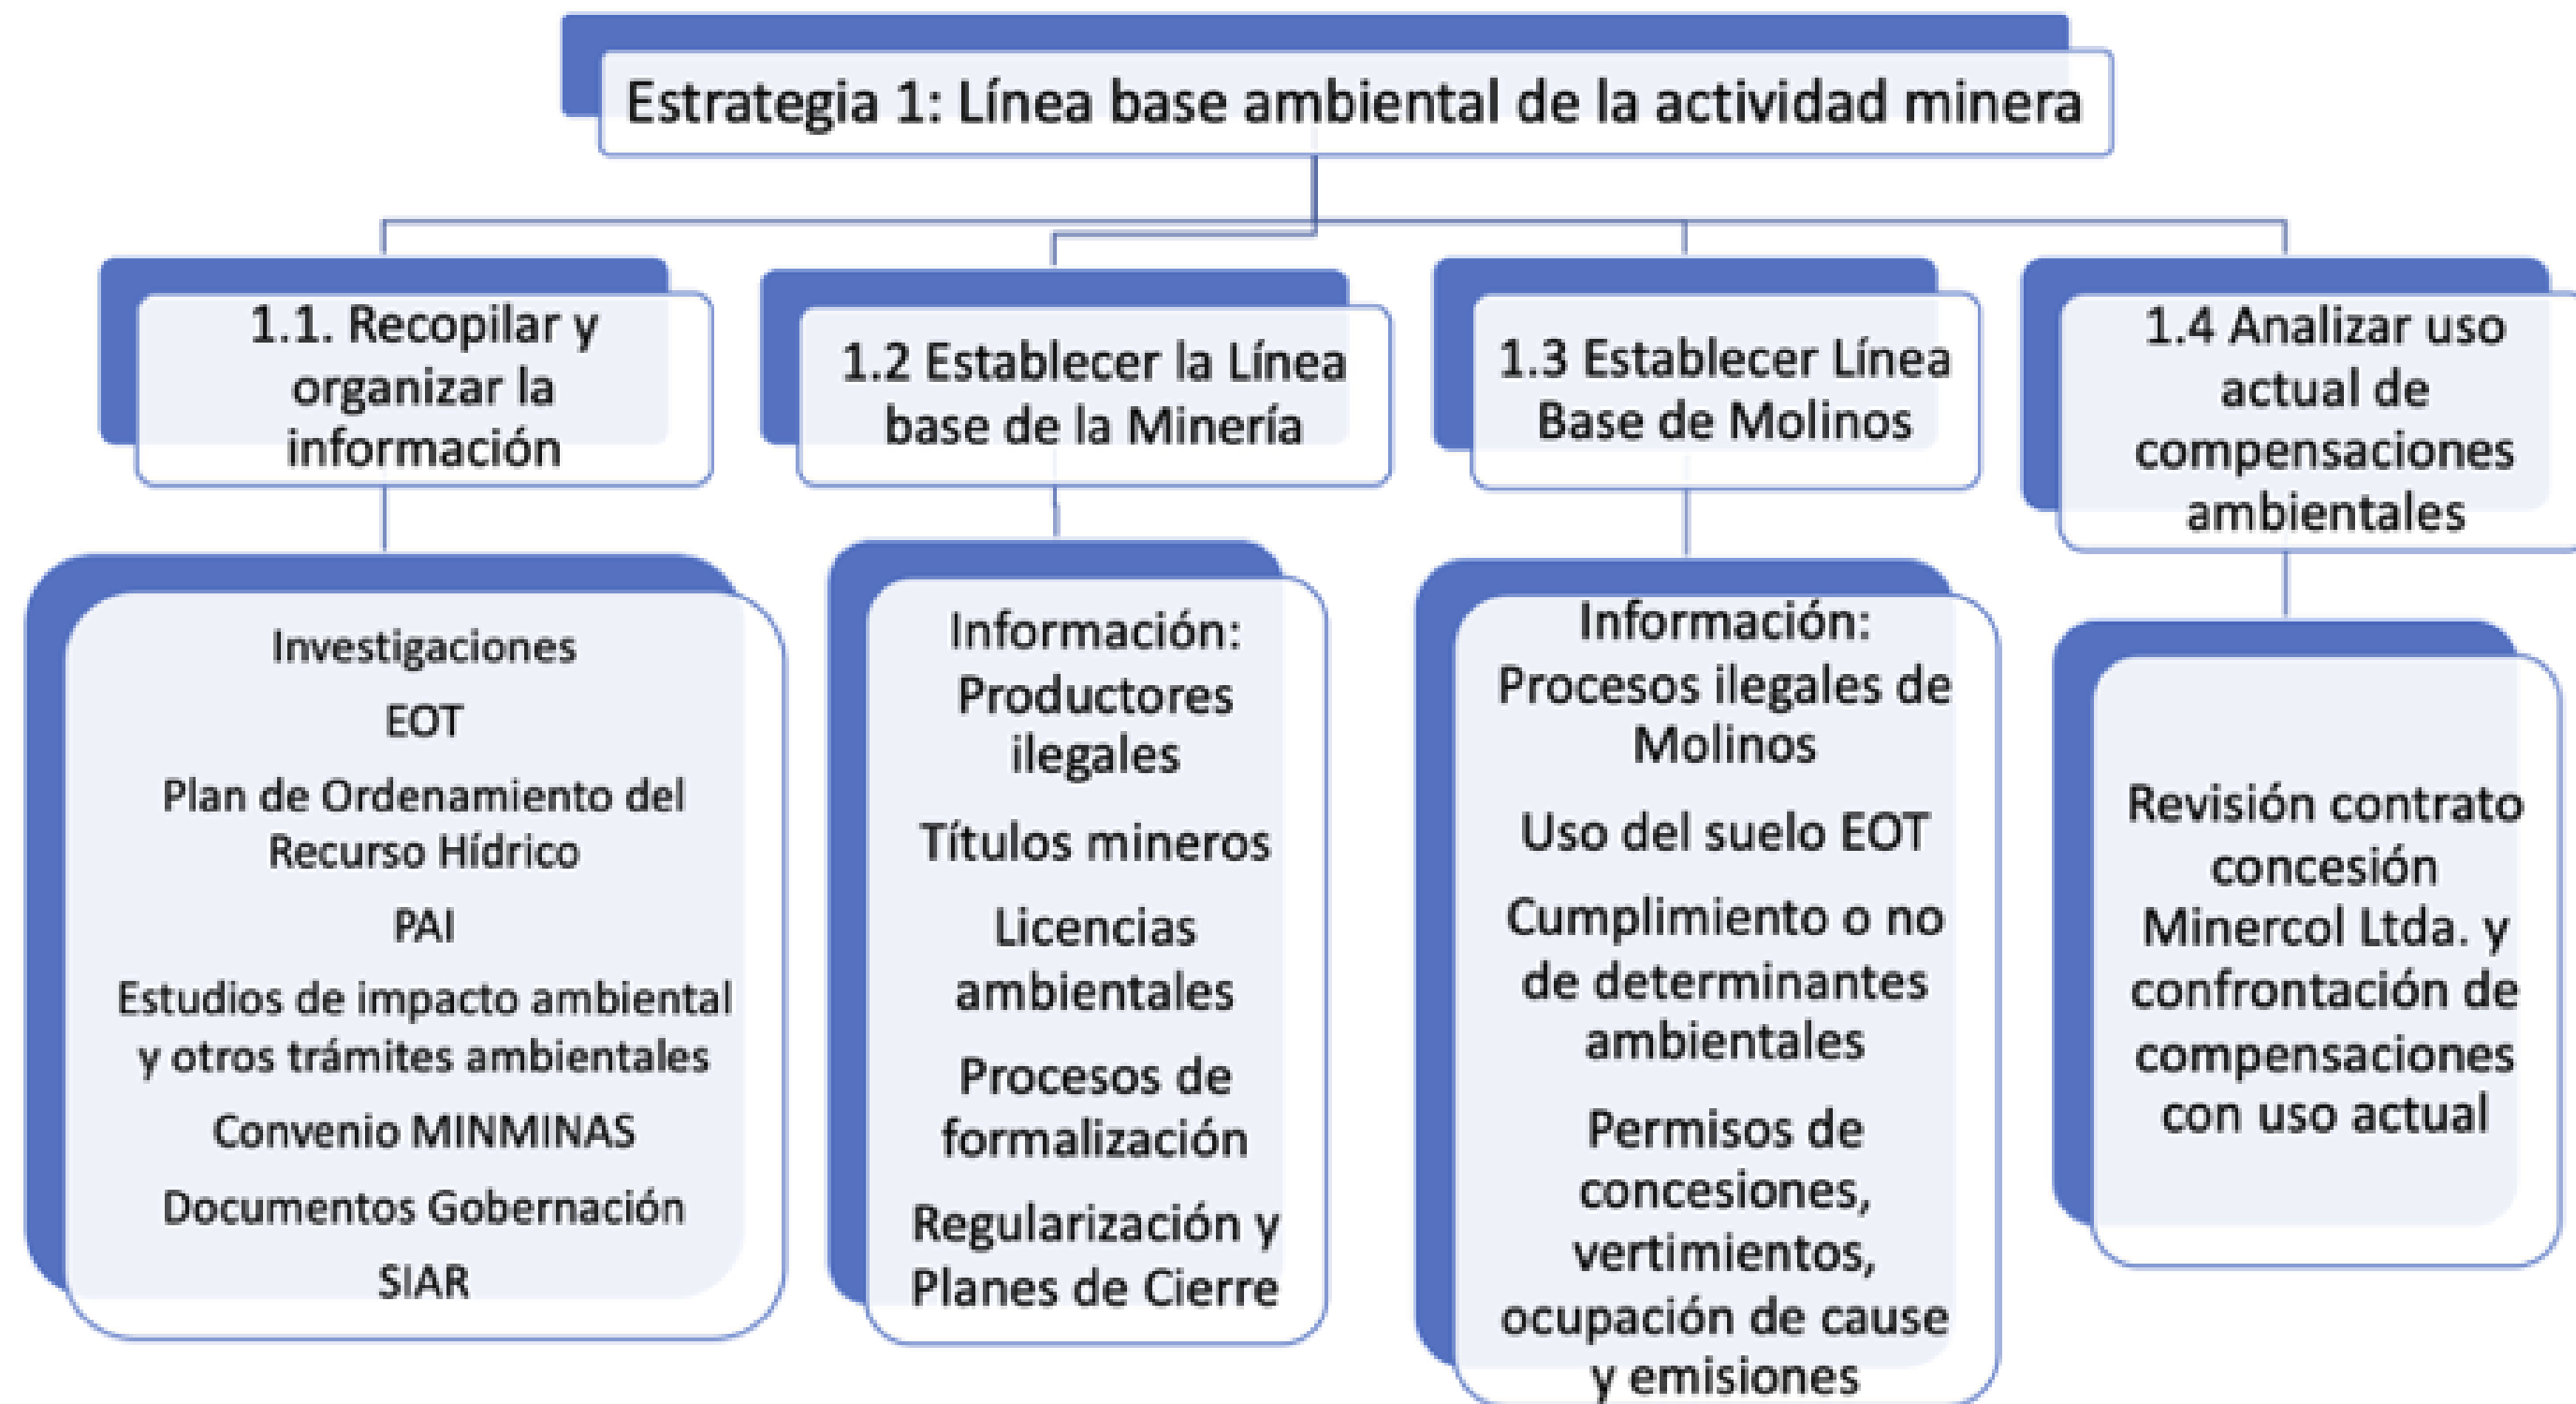 Estrategia 1: Línea base ambiental de la actividad minera
1.1. Recopilar y
organizar la
información
Investigaciones
EOT
Plan de Ordenamiento del
Recurso Hídrico
PAI
Estudios de impacto ambiental
y otros trámites ambientales
Convenio MINMINAS
Documentos Gobernación
SIAR
1.2 Establecer la Línea
base de la Minería
Información:
Productores
ilegales
Títulos mineros
Licencias
ambientales
Procesos de
formalización
Regularización y
Planes de Cierre
1.3 Establecer Línea
Base de Molinos
Información:
Procesos ilegales de
Molinos
Uso del suelo EOT
Cumplimiento o no
de determinantes
ambientales
Permisos de
concesiones,
vertimientos,
ocupación de cause
y emisiones
1.4 Analizar uso
actual de
compensaciones
ambientales
Revisión contrato
concesión
Minercol Ltda. y
confrontación de
compensaciones
con uso actual